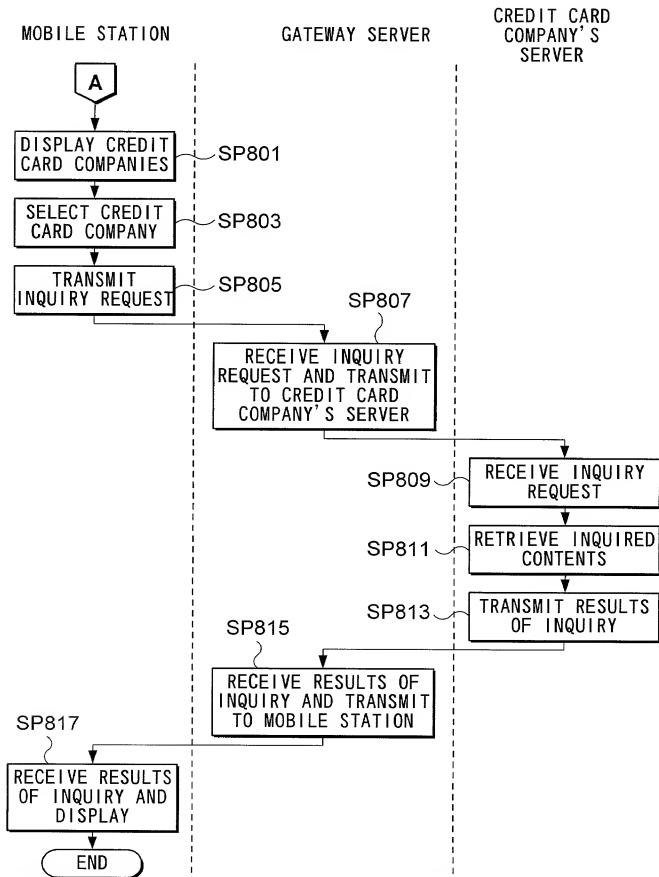 MOBILE STATION
GATEWAY SERVER
CREDIT CARD
COMPANY'S
SERVER
A
DISPLAY CREDIT
CARD COMPANIES
SP801
SELECT CREDIT
CARD COMPANY
SP803
TRANSMIT
INQUIRY REQUEST
SP805
SP807
RECEIVE INQUIRY
REQUEST AND TRANSMIT
TO CREDIT CARD
COMPANY'S SERVER
SP809
RECEIVE INQUIRY
REQUEST
SP811
RETRIEVE INQUIRED
CONTENTS
SP813
TRANSMIT RESULTS
OF INQUIRY
SP815
RECEIVE RESULTS OF
INQUIRY AND TRANSMIT
TO MOBILE STATION
SP817
RECEIVE RESULTS
OF INQUIRY AND
DISPLAY
END